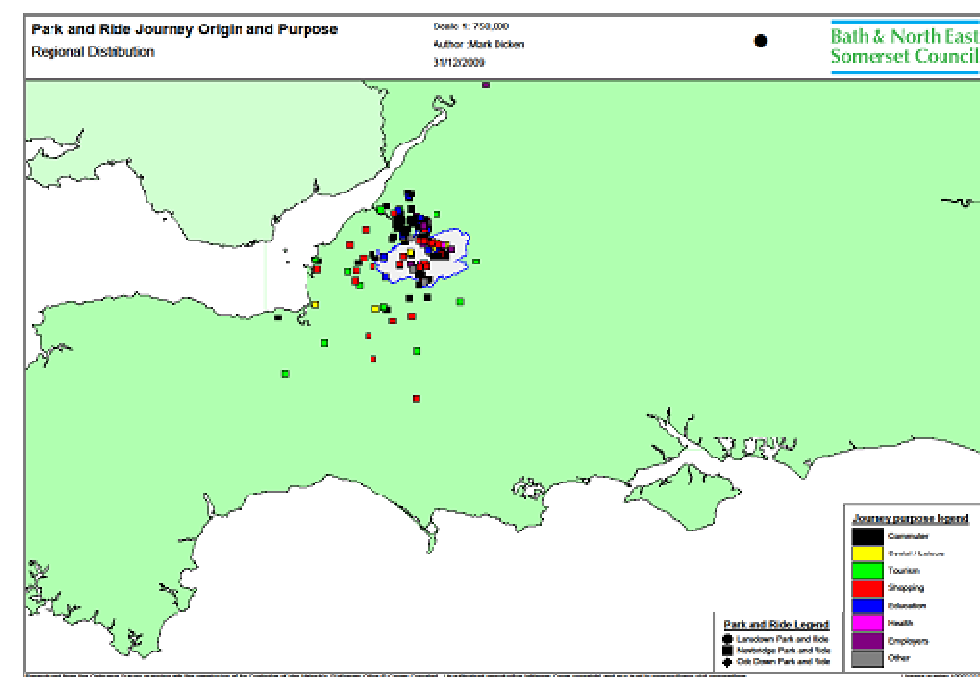 Park and Ride Journey Origin and Purpose
Regional Distribution
Scale 1: 750,000
Author :Mark Dicken
31/12/2009
Bath & North East
Somerset Council
Journey purpose legend
Commuter
Tourism
Shopping
Education
Health
Employers
Other
Park and Ride Legend
Lansdown Park and Ride
Newbridge Park and Ride
Odd Down Park and Ride